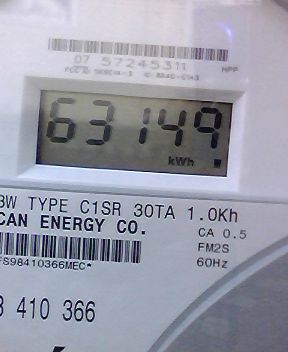 07 57245311
HPP
63149
kWh
3W TYPE C1SR 30TA 1.0Kh
CAN ENERGY CO.
CA 0.5
FM2S
60Hz
FS98410366MEC*
3 410 366